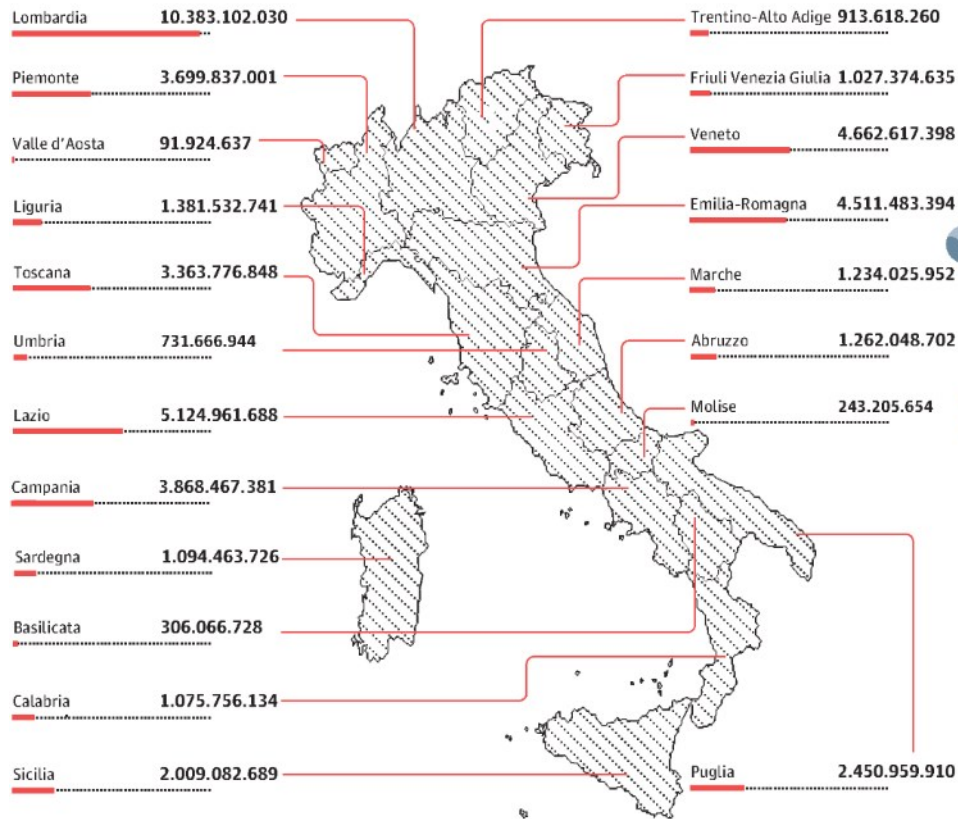 Lombardia 10.383.102.030
Piemonte 3.699.837.001
Valle d'Aosta 91.924.637
Liguria 1.381.532.741
Toscana 3.363.776.848
Umbria 731.666.944
Lazio 5.124.961.688
Campania 3.868.467.381
Sardegna 1.094.463.726
Basilicata 306.066.728
Calabria 1.075.756.134
Sicilia 2.009.082.689
Trentino-Alto Adige 913.618.260
Friuli Venezia Giulia 1.027.374.635
Veneto 4.662.617.398
Emilia-Romagna 4.511.483.394
Marche 1.234.025.952
Abruzzo 1.262.048.702
Molise 243.205.654
Puglia 2.450.959.910